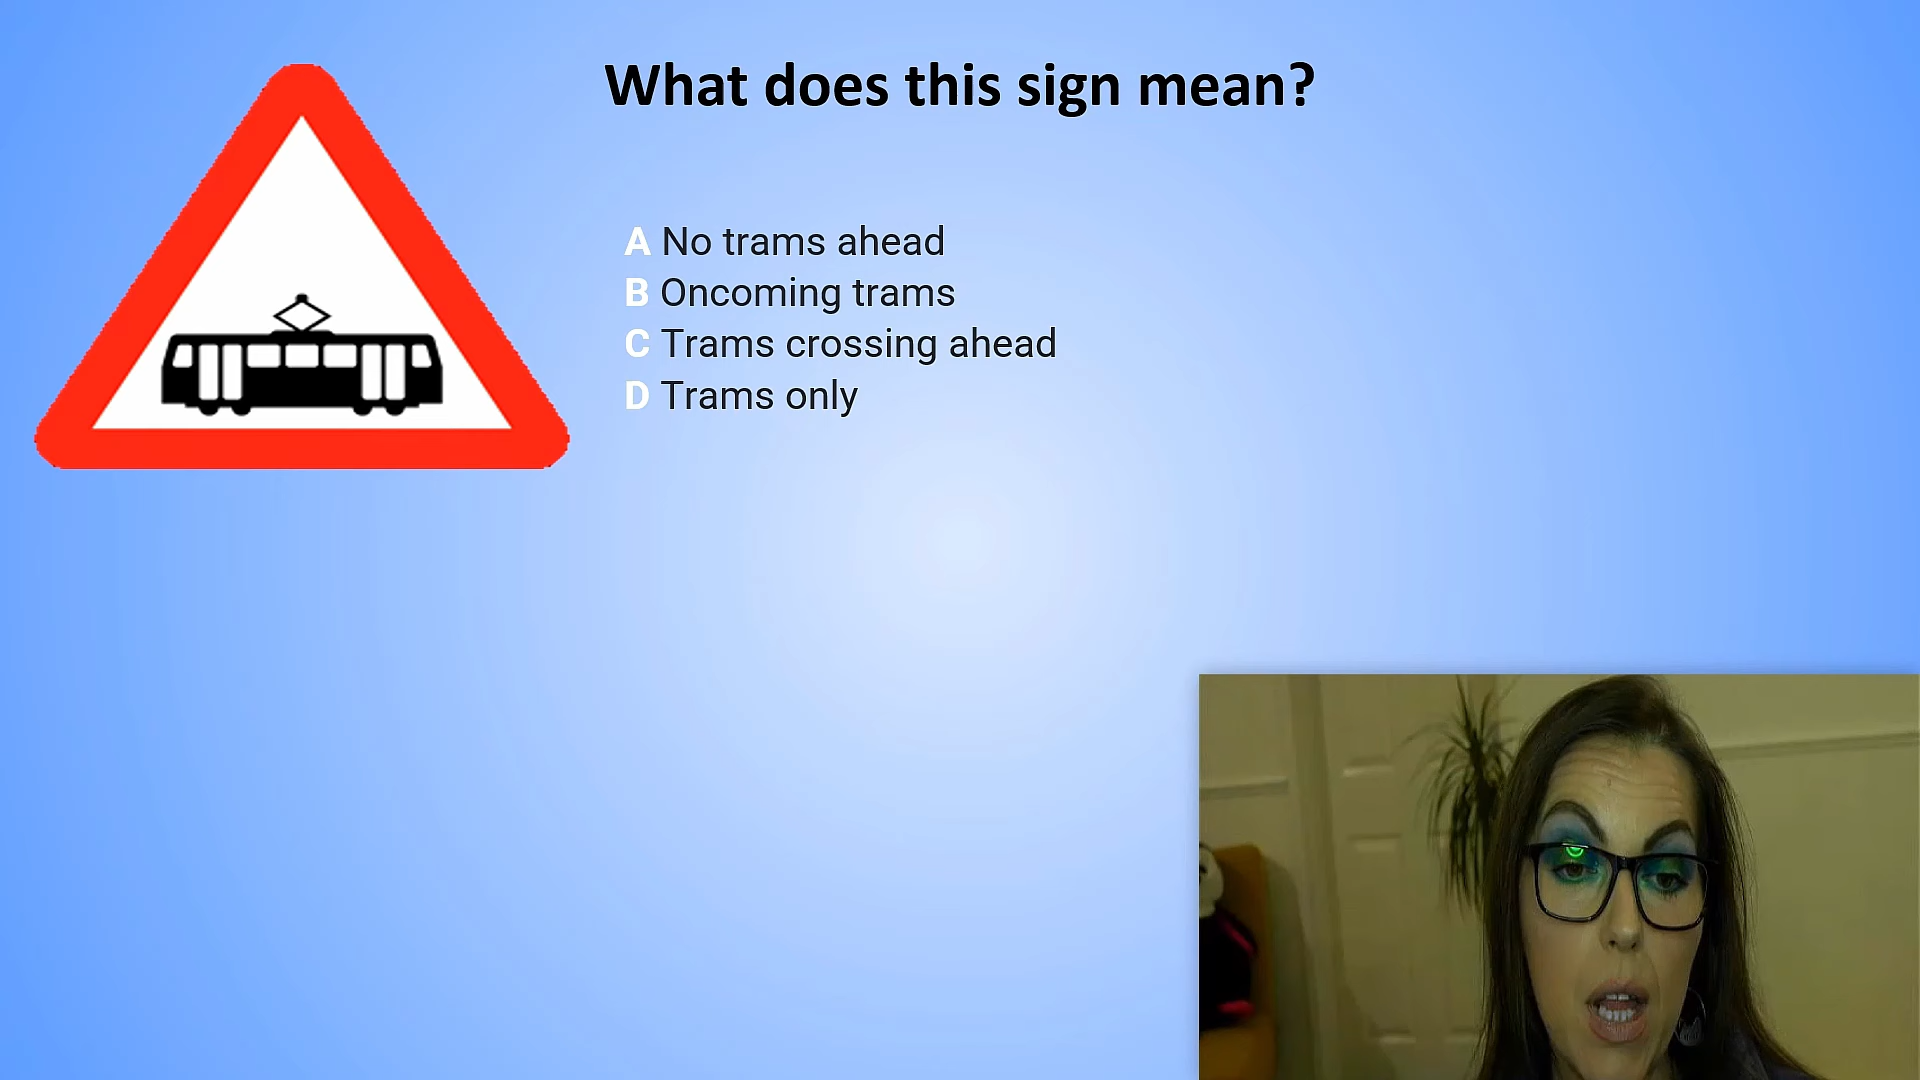 What does this sign mean?
A No trams ahead
B Oncoming trams
C Trams crossing ahead
D Trams only